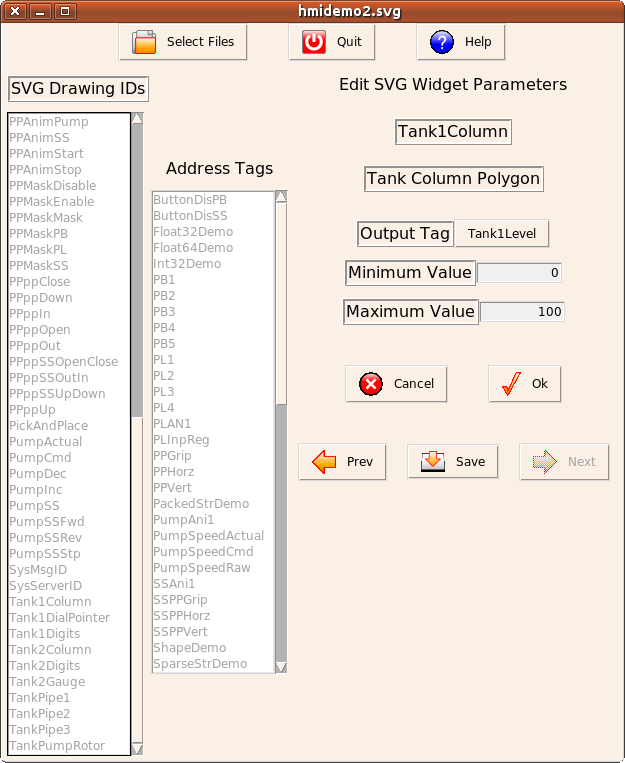 hmidemo2.svg
Select Files
Quit
Help
SVG Drawing IDs
PPAnimPump
PPAnimSS
PPAnimStart
PPAnimStop
PPMaskDisable
PPMaskEnable
PPMaskMask
PPMaskPB
PPMaskPL
PPMaskSS
PPppClose
PPppDown
PPppIn
PPppOpen
PPppOut
PPppSSOpenClose
PPppSSOutIn
PPppSSUpDown
PPppUp
PickAndPlace
PumpActual
PumpCmd
PumpDec
PumpInc
PumpSS
PumpSSFwd
PumpSSRev
PumpSSStp
SysMsgID
SysServerID
Tank1Column
Tank1DialPointer
Tank1Digits
Tank2Column
Tank2Digits
Tank2Gauge
TankPipe1
TankPipe2
TankPipe3
TankPumpRotor
Address Tags
ButtonDisPB
ButtonDisSS
Float32Demo
Float64Demo
Int32Demo
PB1
PB2
PB3
PB4
PB5
PL1
PL2
PL3
PL4
PLAN1
PLInpReg
PPGrip
PPHorz
PPVert
PackedStrDemo
PumpAni1
PumpSpeedActual
PumpSpeedCmd
PumpSpeedRaw
SSAni1
SSPPGrip
SSPPHorz
SSPPVert
ShapeDemo
SparseStrDemo
Edit SVG Widget Parameters
Tank1Column
Tank Column Polygon
Output Tag Tank1Level
Minimum Value 0
Maximum Value 100
Cancel
Ok
Prev
Save
Next